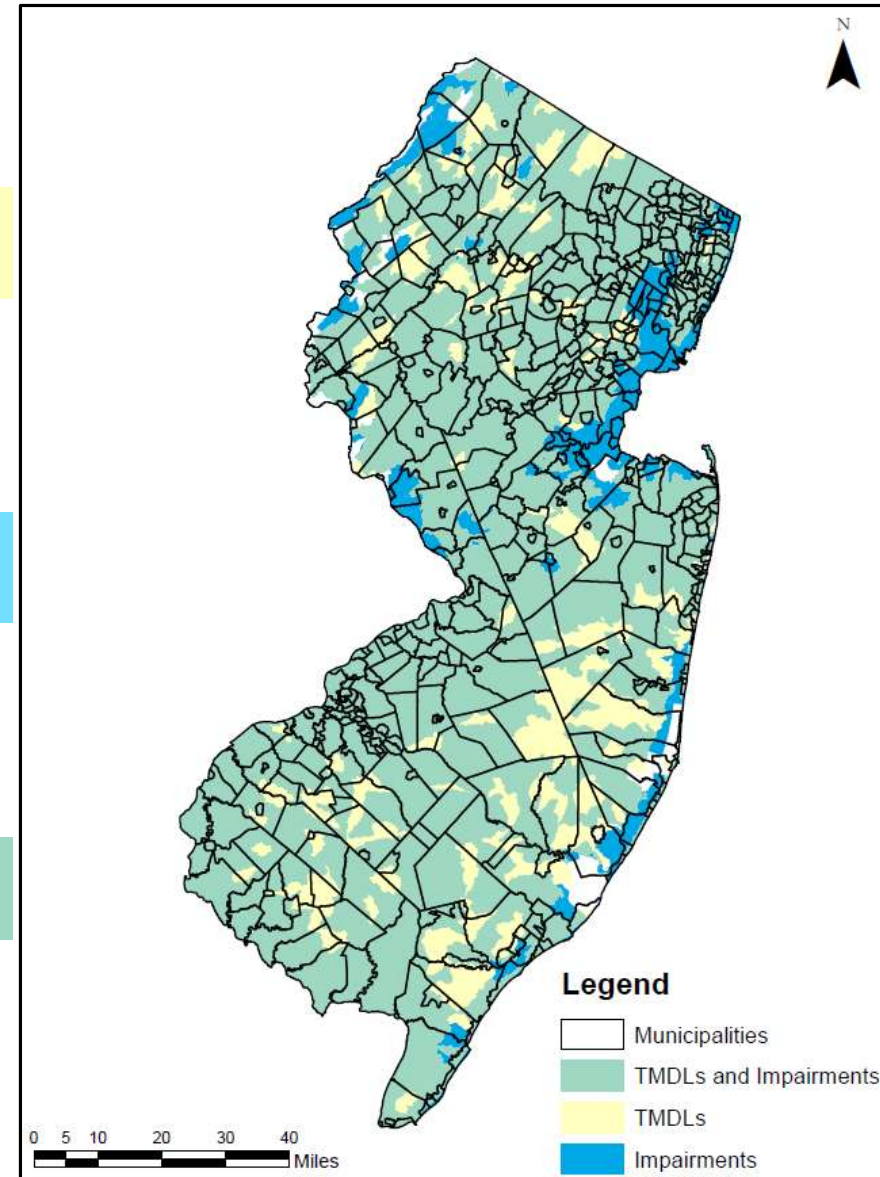 N
Legend
Municipalities
TMDLs and Impairments
TMDLs
Impairments
0 5 10 20 30 40
Miles